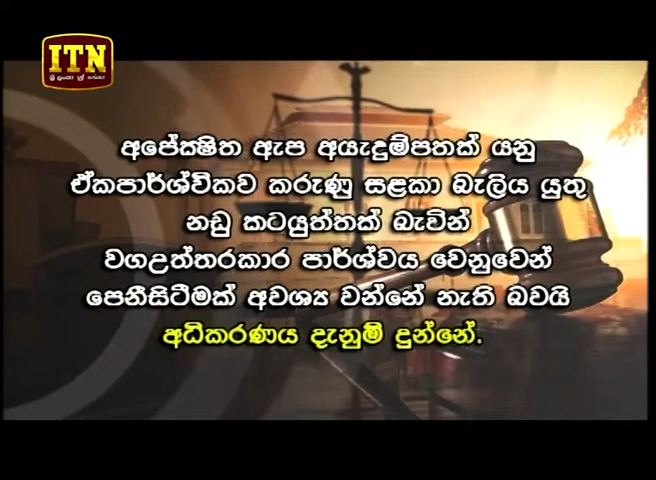 ITN
ශ්‍රී ලංකා ශ්‍රී ලංකා
අපේක්‍ෂිත ඇප අයැදුම්පතක් යනු
ඒකපාර්ශ්විකව කරුණු සළකා බැලිය යුතු
නඩු කටයුත්තක් බැවින්
වගඋත්තරකාර පාර්ශ්වය වෙනුවෙන්
පෙනීසිටීමක් අවශ්‍ය වන්නේ නැති බවයි
අධිකරණය දැනුම් දුන්නේ.